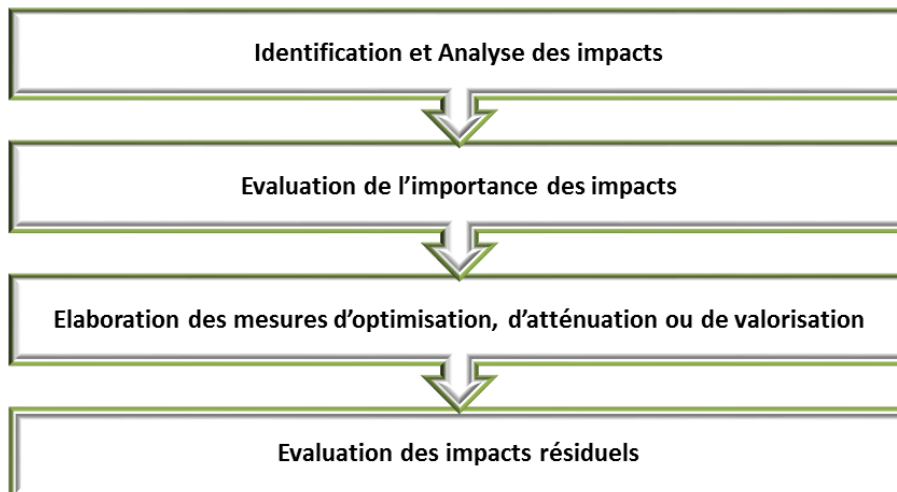 Identification et Analyse des impacts
Evaluation de l’importance des impacts
Elaboration des mesures d’optimisation, d’atténuation ou de valorisation
Evaluation des impacts résiduels